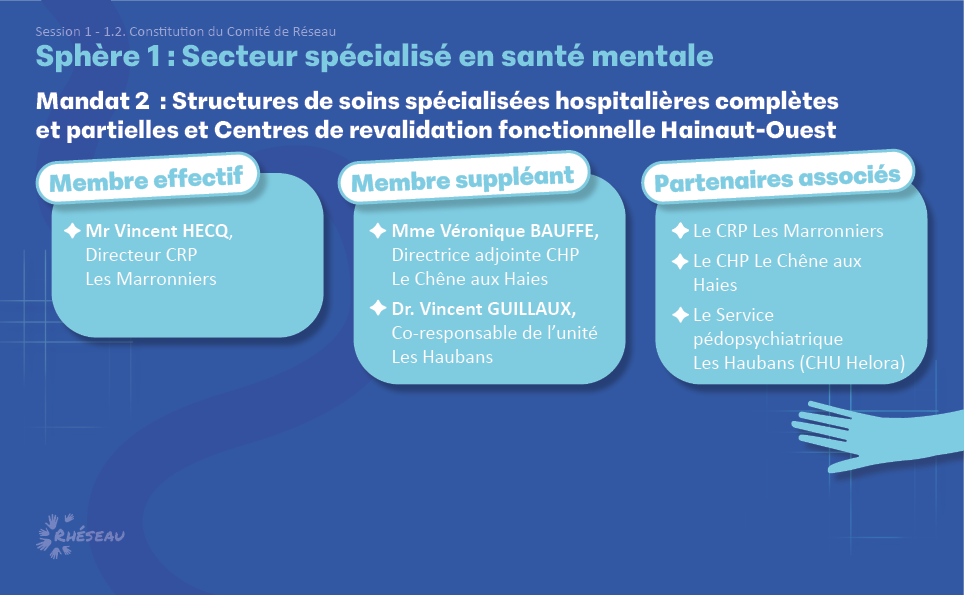 Session 1 - 1.2. Constitution du Comité de Réseau
Sphère 1 : Secteur spécialisé en santé mentale
Mandat 2 : Structures de soins spécialisées hospitalières complètes
et partielles et Centres de revalidation fonctionnelle Hainaut-Ouest
Membre effectif
Mr Vincent HECQ,
Directeur CRP
Les Marronniers
Membre suppléant
Mme Véronique BAUFFE,
Directrice adjointe CHP
Le Chêne aux Haies
Dr. Vincent GUILLAUX,
Co-responsable de l’unité
Les Haubans
Partenaires associés
Le CRP Les Marronniers
Le CHP Le Chêne aux
Haies
Le Service
pédopsychiatrique
Les Haubans (CHU Helora)
RHÉSEAU